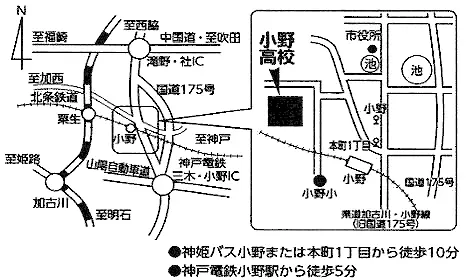 N
至西脇
至福崎
中国道・至吹田
滝野・社IC
至加西
国道175号
北条鉄道
粟生
小野
至神戸
至姫路
山陽自動車道
神戸電鉄
三木・小野IC
加古川
至明石
小野
高校
市役所
池
池
小野
本町1丁目
小野
小野小
国道175号
県道加古川・小野線
(旧国道175号)
●神姫バス小野または本町1丁目から徒歩10分
●神戸電鉄小野駅から徒歩5分